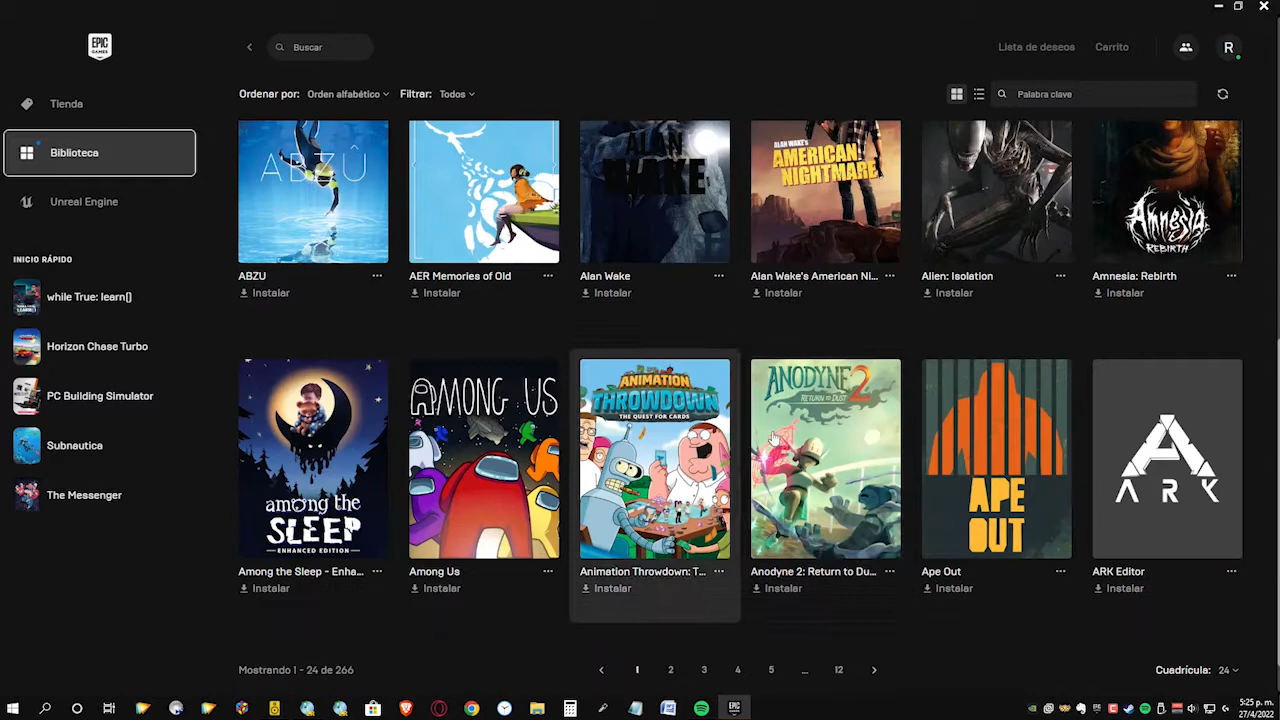 EPIC
GAMES
Buscar
Lista de deseos
Carrito
R
Tienda
Biblioteca
Unreal Engine
INICIO RÁPIDO
while True: learn()
Horizon Chase Turbo
PC Building Simulator
Subnautica
The Messenger
Ordenar por: Orden alfabético
Filtrar: Todos
Palabra clave
ABZÛ
ALAN
WAKE
ALAN WAKE'S
AMERICAN
NIGHTMARE
Amnesia
REBIRTH
ABZU
AER Memories of Old
Alan Wake
Alan Wake's American Ni...
Alien: Isolation
Amnesia: Rebirth
Instalar
Instalar
Instalar
Instalar
Instalar
Instalar
among the
SLEEP
ENHANCED EDITION
AMONG US
ANIMATION
THROWDOWN
THE QUEST FOR CARDS
ANODYNE 2
RETURN TO DUST
APE
OUT
ARK
Among the Sleep - Enha...
Among Us
Animation Throwdown: T...
Anodyne 2: Return to Du...
Ape Out
ARK Editor
Instalar
Instalar
Instalar
Instalar
Instalar
Instalar
Mostrando 1 - 24 de 266
1 2 3 4 5 ... 12
Cuadrícula: 24
5:25 p. m.
27/4/2022